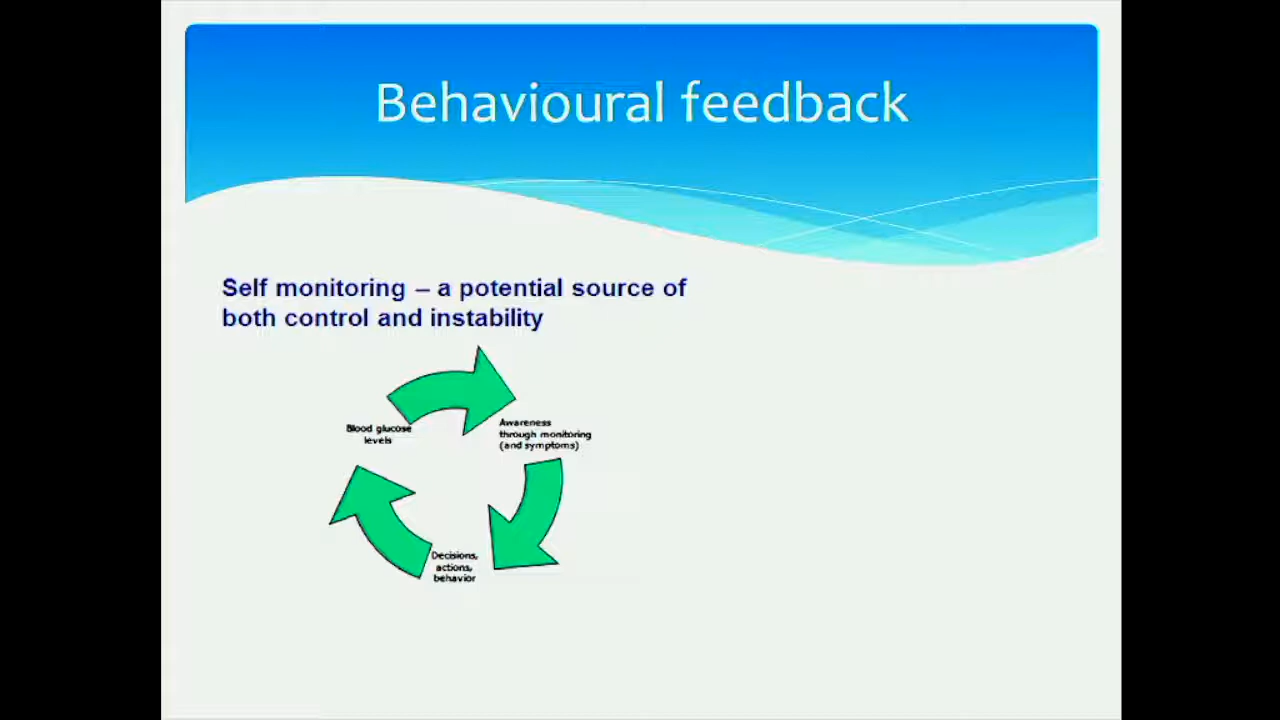 Behavioural feedback
Self monitoring – a potential source of
both control and instability
Blood glucose
levels
Awareness
through monitoring
(and symptoms)
Decisions,
actions,
behavior